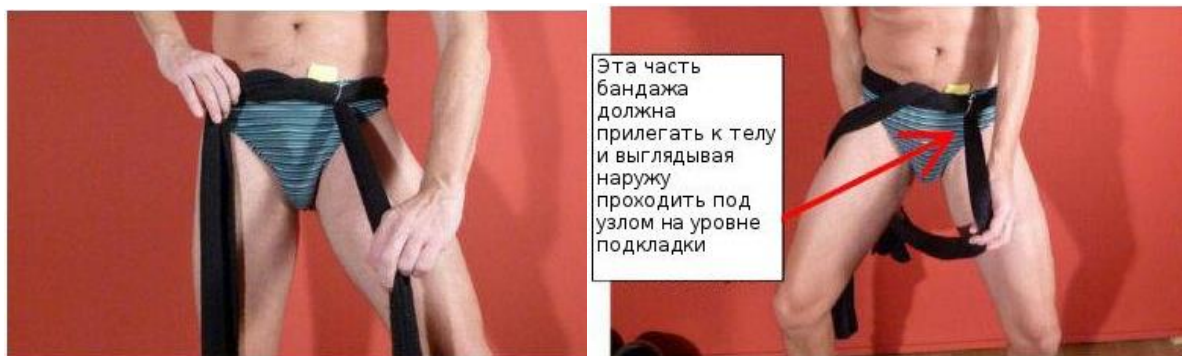 Эта часть
бандажа
должна
прилегать к телу
и выглядывая
наружу
проходить под
узлом на уровне
подкладки